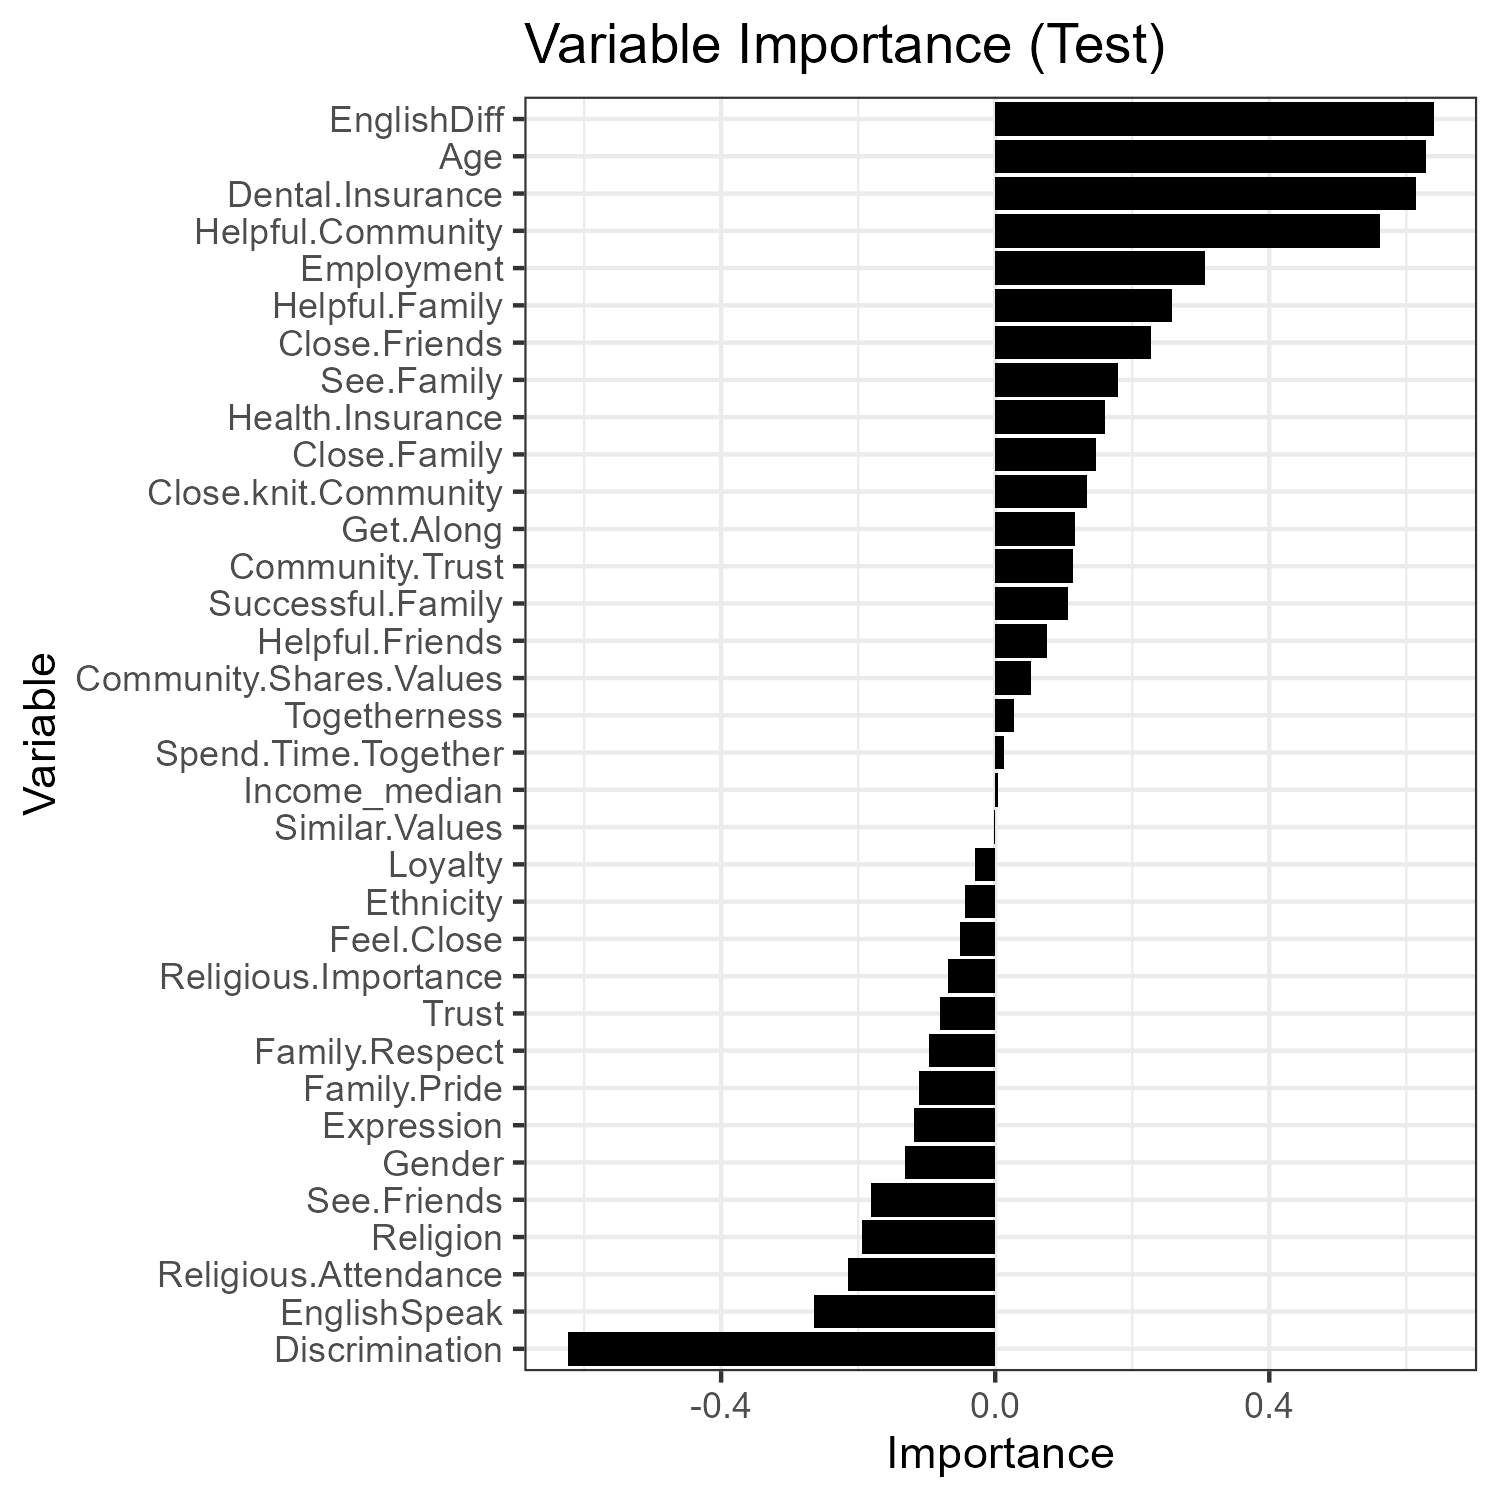 Variable Importance (Test)
EnglishDiff
Age
Dental.Insurance
Helpful.Community
Employment
Helpful.Family
Close.Friends
See.Family
Health.Insurance
Close.Family
Close.knit.Community
Get.Along
Community.Trust
Successful.Family
Helpful.Friends
Community.Shares.Values
Togetherness
Spend.Time.Together
Income_median
Similar.Values
Loyalty
Ethnicity
Feel.Close
Religious.Importance
Trust
Family.Respect
Family.Pride
Expression
Gender
See.Friends
Religion
Religious.Attendance
EnglishSpeak
Discrimination
Variable
-0.4 0.0 0.4
Importance